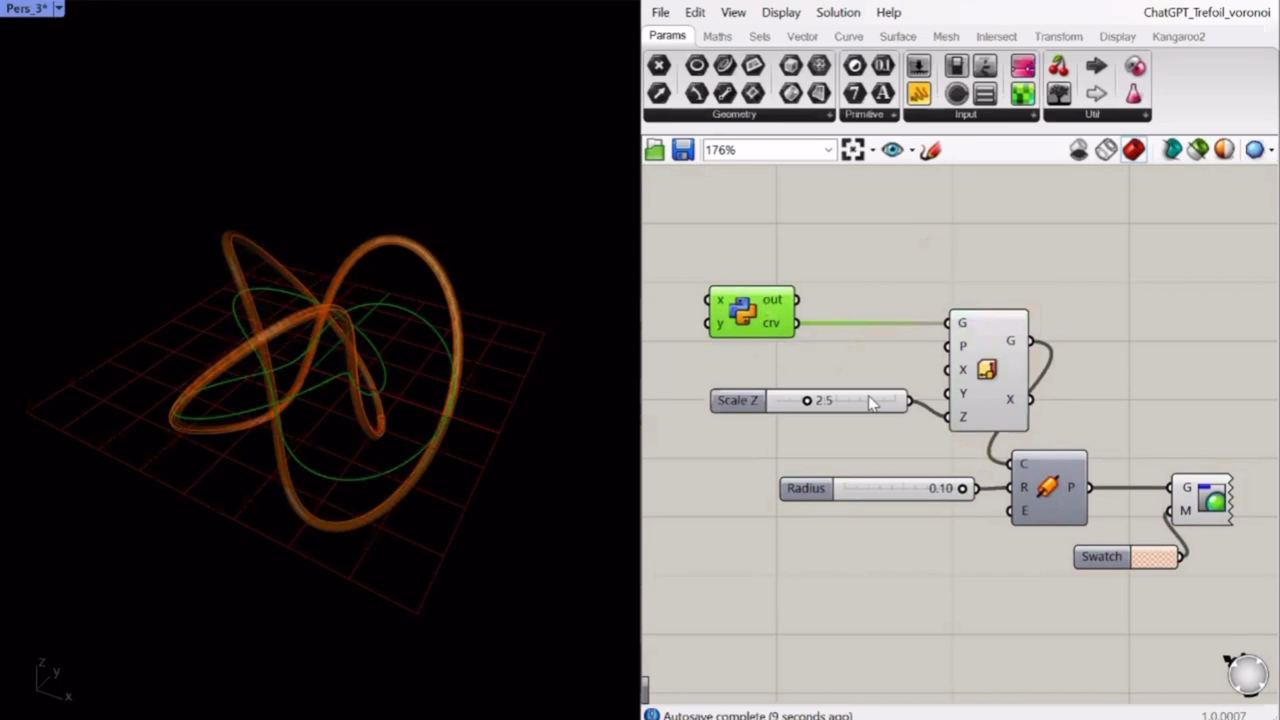 Pers_3*
File Edit View Display Solution Help
ChatGPT_Trefoil_voronoi
Params Maths Sets Vector Curve Surface Mesh Intersect Transform Display Kangaroo2
Geometry Primitive Input Util
176%
x out
y crv
G
P G
X
Y X
Z
Scale Z 2.5
C
Radius 0.10 R P
E
G
M
Swatch
z y
x
Autosave complete (9 seconds ago)
1.0.0007